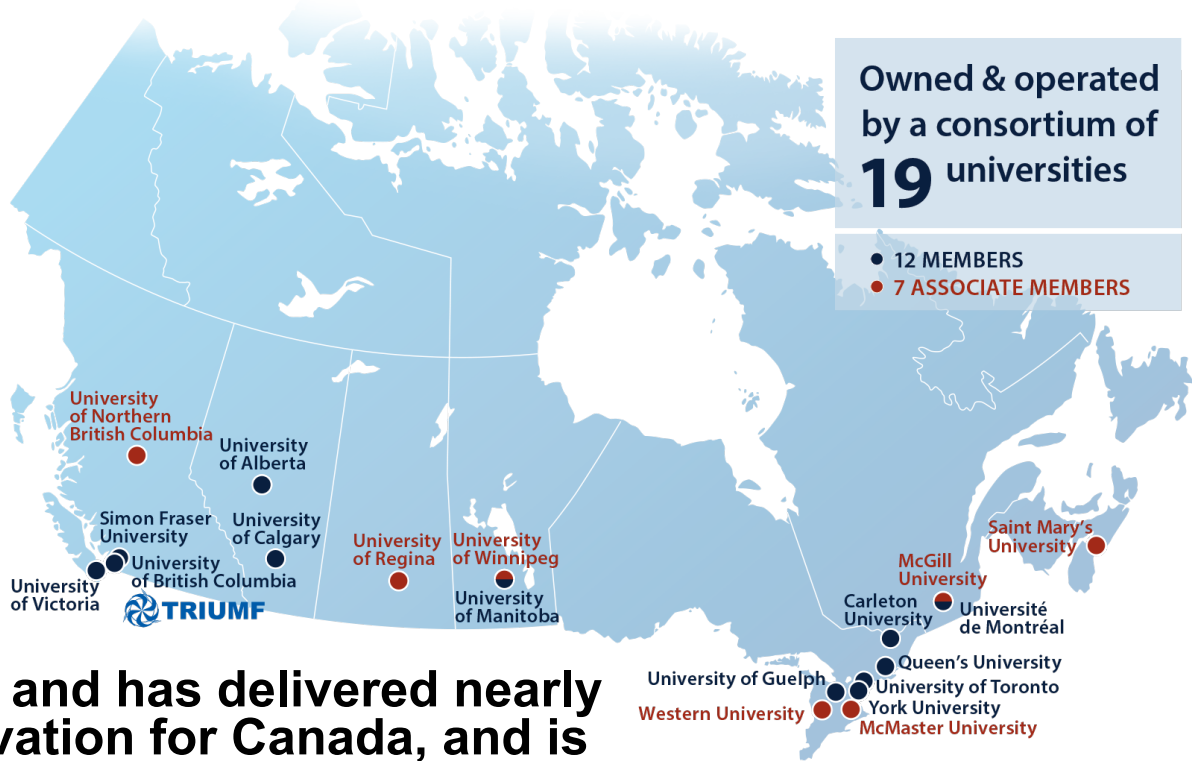 Owned & operated
by a consortium of
19 universities
12 MEMBERS
7 ASSOCIATE MEMBERS
University
of Northern
British Columbia
University
of Alberta
Simon Fraser
University
University
of Calgary
University
of British Columbia
University
of Victoria
TRIUMF
University
of Regina
University
of Winnipeg
University
of Manitoba
Saint Mary's
University
McGill
University
Carleton
University
Université
de Montréal
Queen's University
University of Guelph
University of Toronto
York University
Western University
McMaster University
and has delivered nearly
vation for Canada, and is